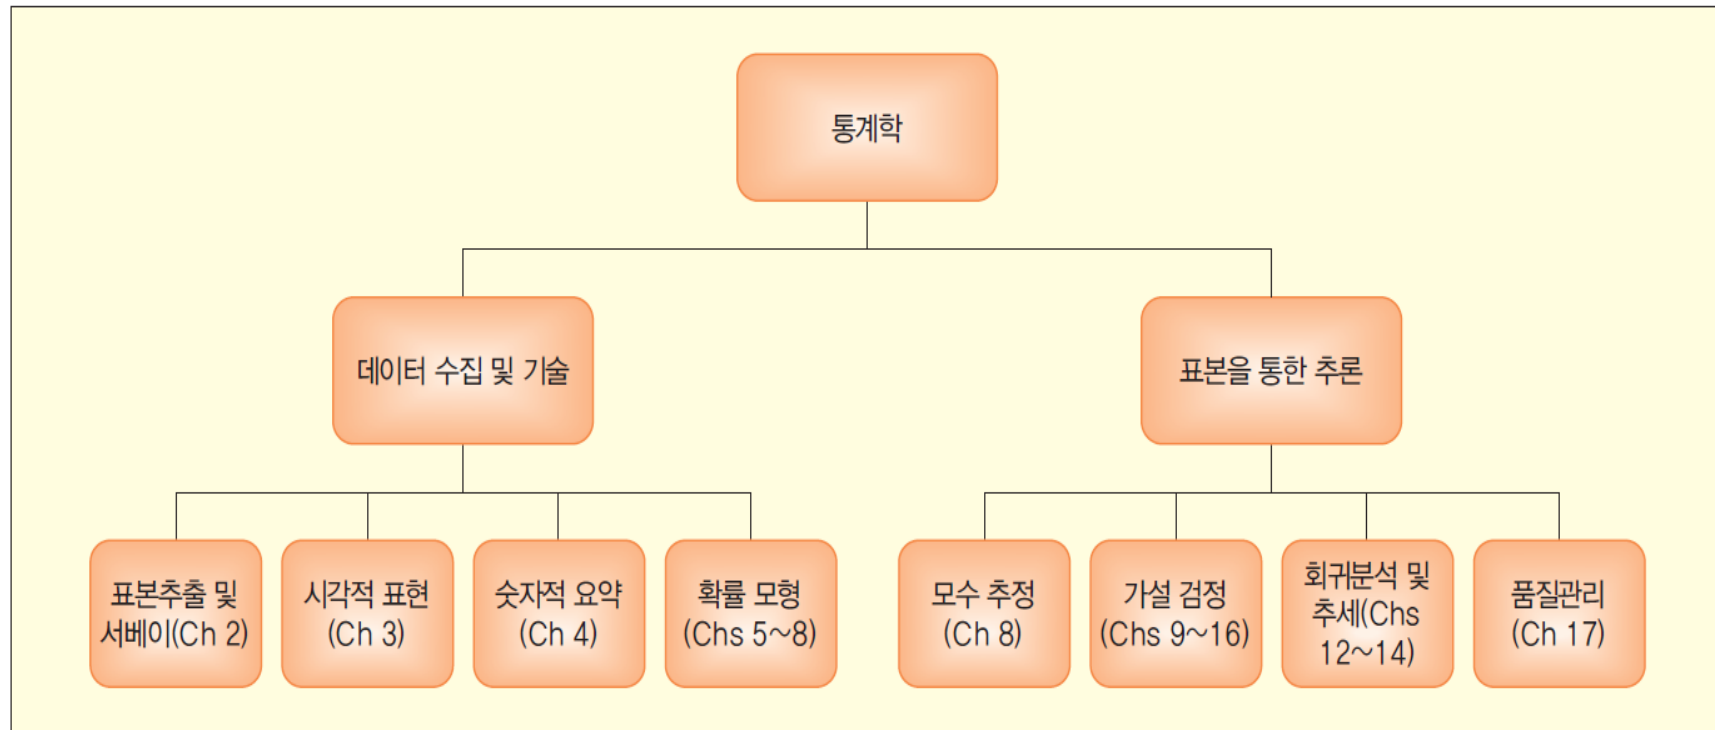 통계학
데이터 수집 및 기술
표본을 통한 추론
표본추출 및
서베이(Ch 2)
시각적 표현
(Ch 3)
숫자적 요약
(Ch 4)
확률 모형
(Chs 5~8)
모수 추정
(Ch 8)
가설 검정
(Chs 9~16)
회귀분석 및
추세(Chs
12~14)
품질관리
(Ch 17)